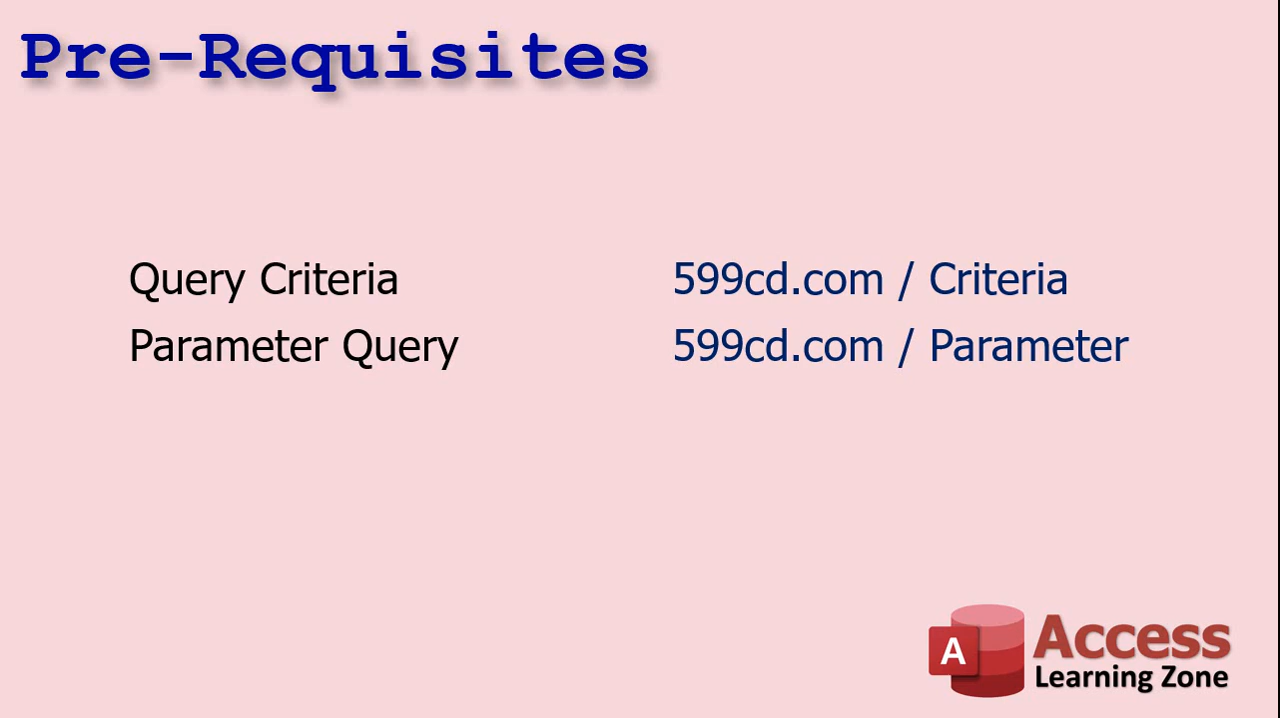 Pre-Requisites
Query Criteria 599cd.com / Criteria
Parameter Query 599cd.com / Parameter
A
Access
Learning Zone